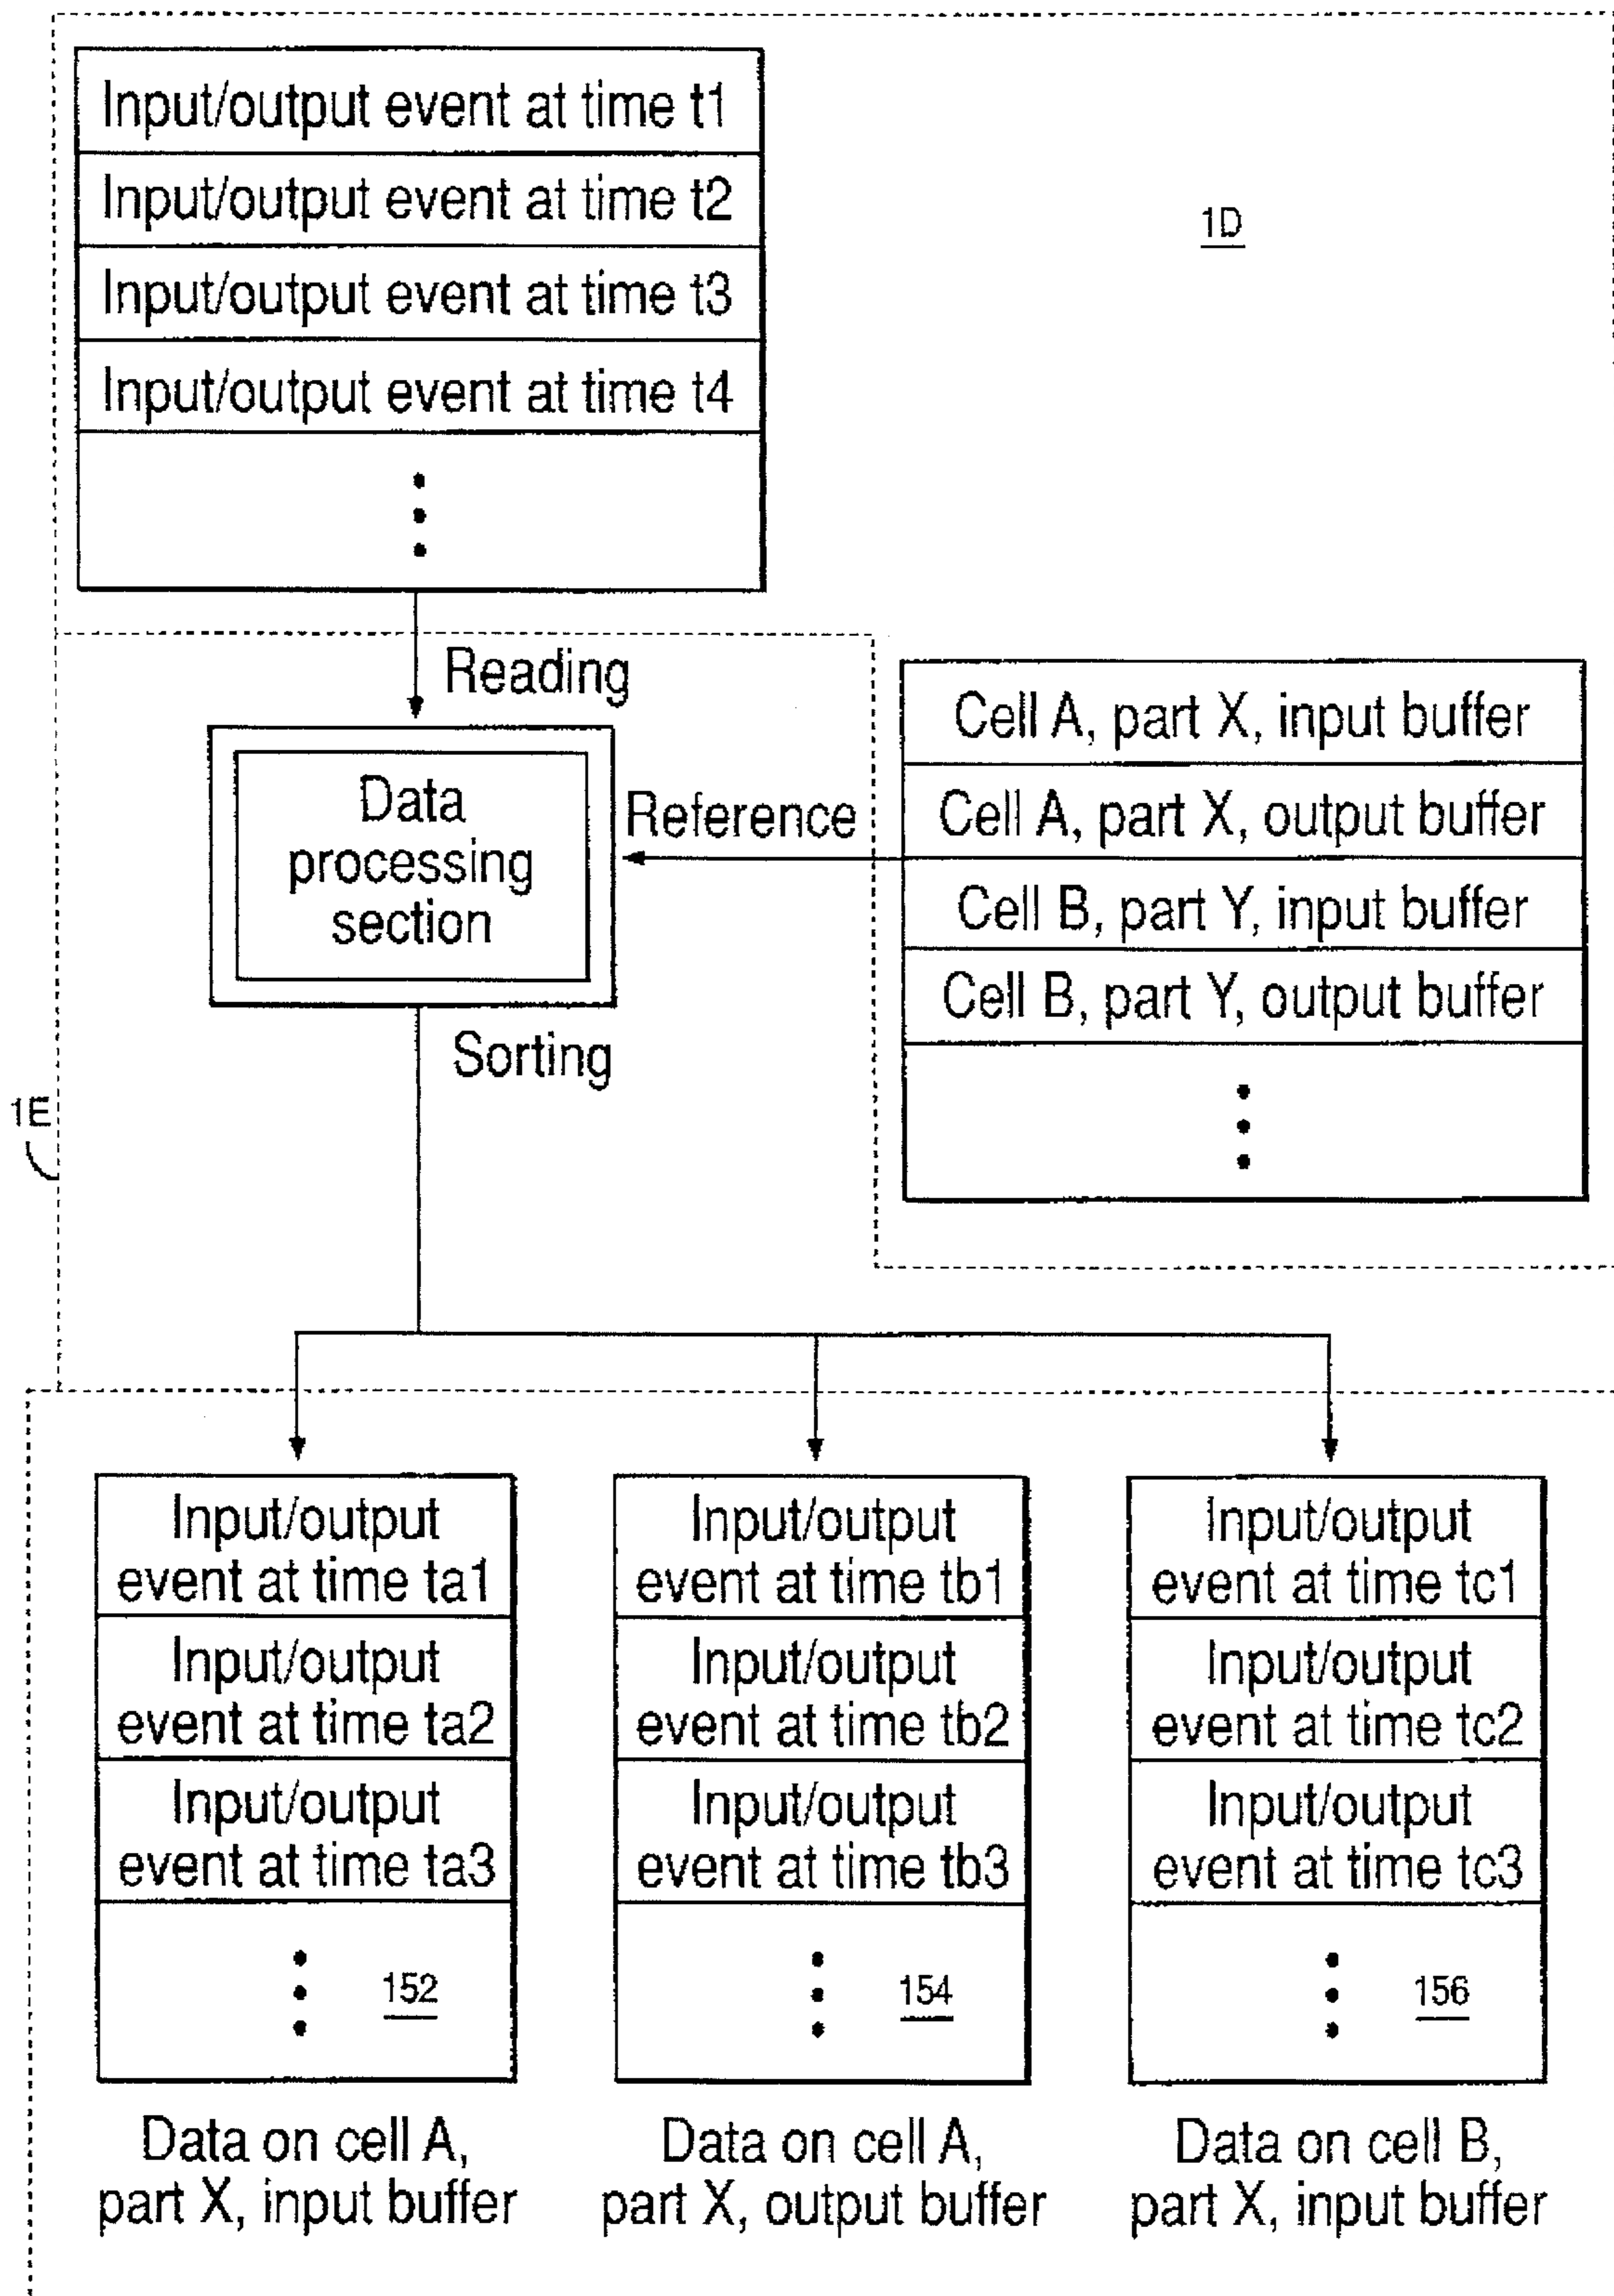 Input/output event at time t1
Input/output event at time t2
Input/output event at time t3
Input/output event at time t4
1D
Reading
Data
processing
section
Reference
Cell A, part X, input buffer
Cell A, part X, output buffer
Cell B, part Y, input buffer
Cell B, part Y, output buffer
Sorting
1E
Input/output
event at time ta1
Input/output
event at time ta2
Input/output
event at time ta3
152
Data on cell A,
part X, input buffer
Input/output
event at time tb1
Input/output
event at time tb2
Input/output
event at time tb3
154
Data on cell A,
part X, output buffer
Input/output
event at time tc1
Input/output
event at time tc2
Input/output
event at time tc3
156
Data on cell B,
part X, input buffer